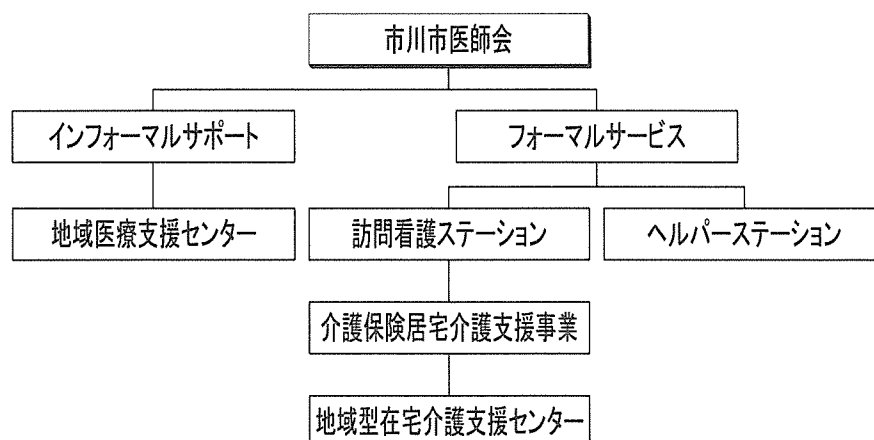 市川市医師会
インフォーマルサポート
フォーマルサービス
地域医療支援センター
訪問看護ステーション
ヘルパーステーション
介護保険居宅介護支援事業
地域型在宅介護支援センター